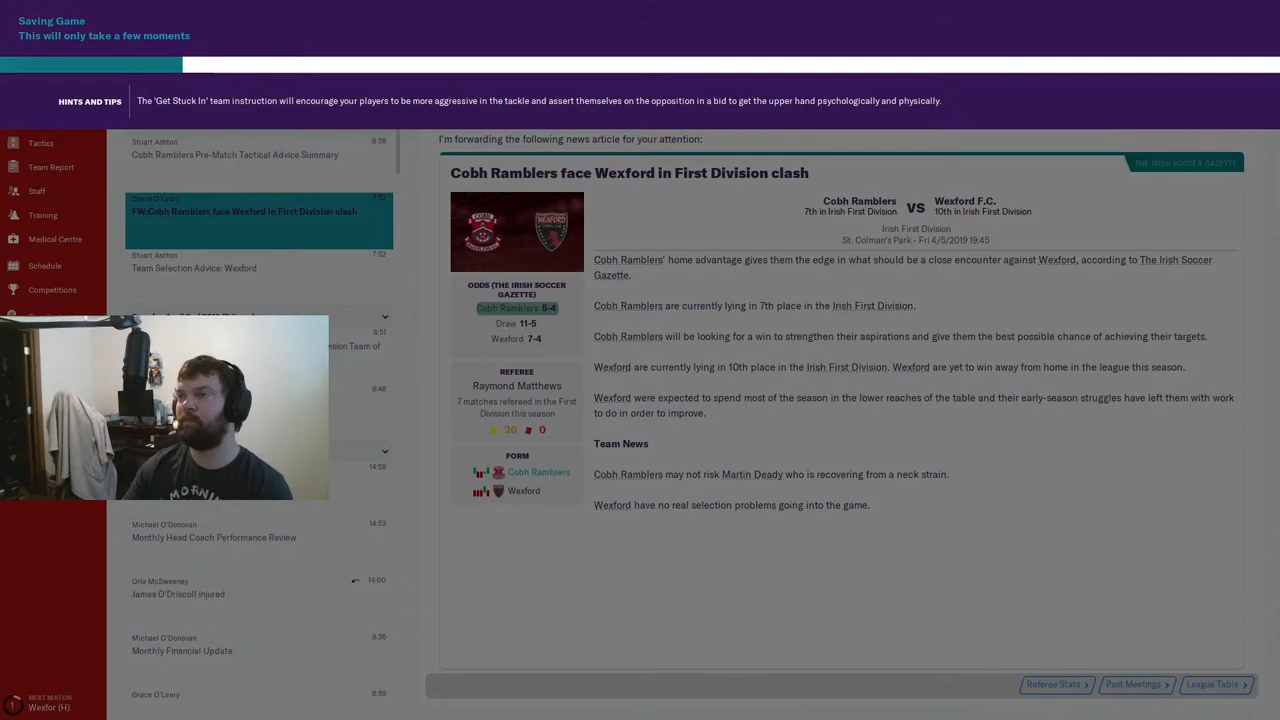 Saving Game
This will only take a few moments
HINTS AND TIPS
The 'Get Stuck In' team instruction will encourage your players to be more aggressive in the tackle and assert themselves on the opposition in a bid to get the upper hand psychologically and physically.
Tactics
Team Report
Staff
Training
Medical Centre
Schedule
Competitions
Stuart Ashton
6:58
Cobh Ramblers Pre-Match Tactical Advice Summary
Grace O'Leary
7:52
FW:Cobh Ramblers face Wexford in First Division clash
Stuart Ashton
7:52
Team Selection Advice: Wexford
8:51
ision Team of
14:58
Michael O'Donovan
14:53
Monthly Head Coach Performance Review
Orla McSweeney
14:00
James O'Driscoll injured
Michael O'Donovan
9:36
Monthly Financial Update
Grace O'Leary
8:59
I'm forwarding the following news article for your attention:
THE IRISH SOCCER GAZETTE
Cobh Ramblers face Wexford in First Division clash
COBH
WEXFORD
Cobh Ramblers
7th in Irish First Division
VS
Wexford F.C.
10th in Irish First Division
Irish First Division
St. Colman's Park - Fri 4/5/2019 19:45
ODDS (THE IRISH SOCCER
GAZETTE)
Cobh Ramblers 5-4
Draw 11-5
Wexford 7-4
REFEREE
Raymond Matthews
7 matches refereed in the First
Division this season
20 0
FORM
Cobh Ramblers
Wexford
Cobh Ramblers' home advantage gives them the edge in what should be a close encounter against Wexford, according to The Irish Soccer
Gazette.
Cobh Ramblers are currently lying in 7th place in the Irish First Division.
Cobh Ramblers will be looking for a win to strengthen their aspirations and give them the best possible chance of achieving their targets.
Wexford are currently lying in 10th place in the Irish First Division. Wexford are yet to win away from home in the league this season.
Wexford were expected to spend most of the season in the lower reaches of the table and their early-season struggles have left them with work
to do in order to improve.
Team News
Cobh Ramblers may not risk Martin Deady who is recovering from a neck strain.
Wexford have no real selection problems going into the game.
Referee Stats
Past Meetings
League Table
1
NEXT MATCH
Wexfor (H)